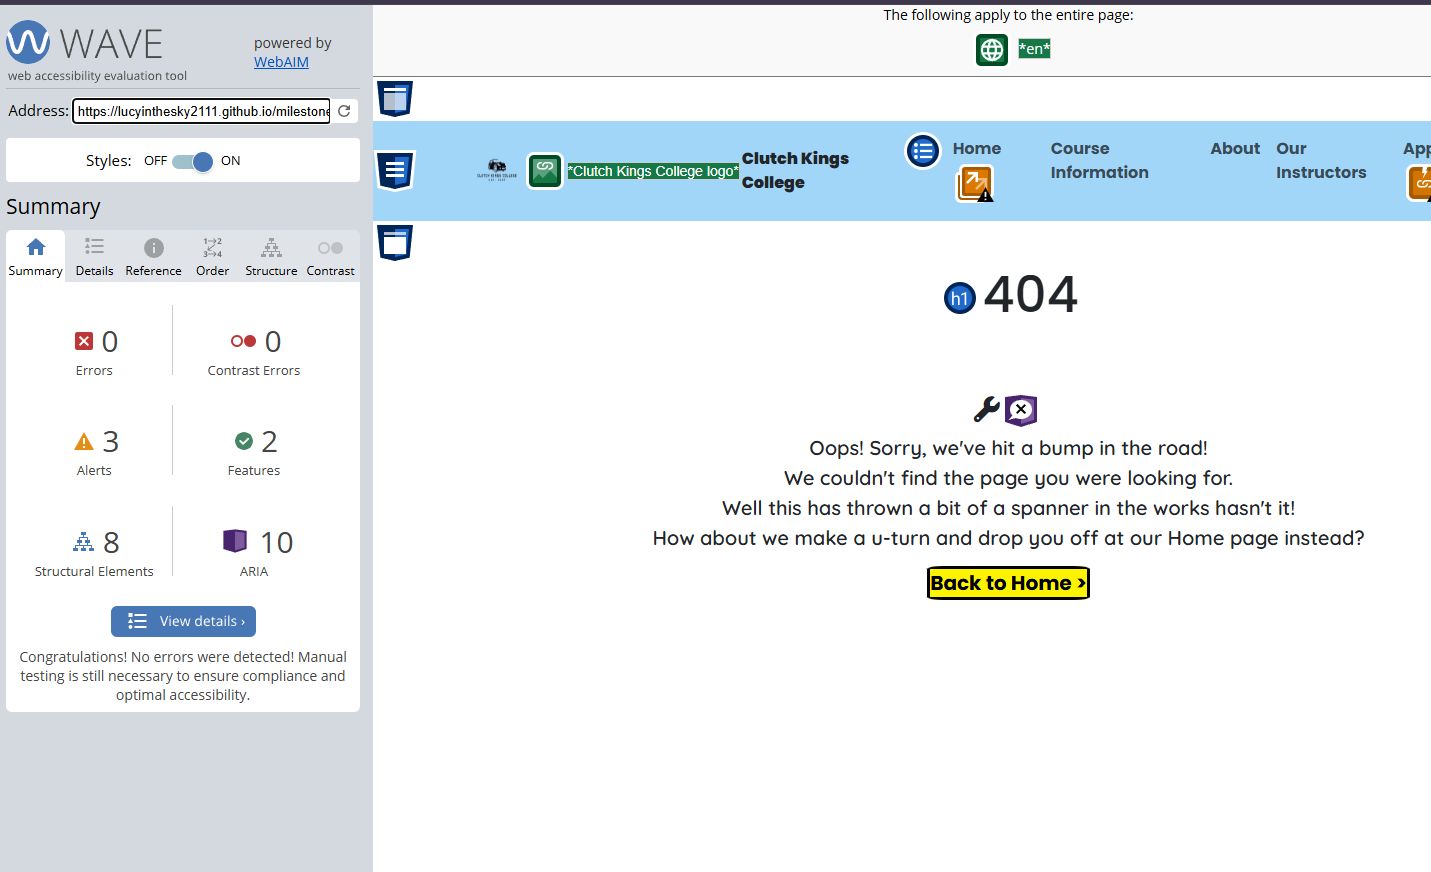 WAVE
web accessibility evaluation tool
powered by
WebAIM
Address: https://lucyinthesky2111.github.io/milestone
Styles: OFF ON
Summary
Summary Details Reference Order Structure Contrast
0
Errors
0
Contrast Errors
3
Alerts
2
Features
8
Structural Elements
10
ARIA
View details ›
Congratulations! No errors were detected! Manual
testing is still necessary to ensure compliance and
optimal accessibility.
The following apply to the entire page:
*en*
*Clutch Kings College logo*
Clutch Kings
College
Home
Course
Information
About
Our
Instructors
App
h1 404
Oops! Sorry, we've hit a bump in the road!
We couldn't find the page you were looking for.
Well this has thrown a bit of a spanner in the works hasn't it!
How about we make a u-turn and drop you off at our Home page instead?
Back to Home >